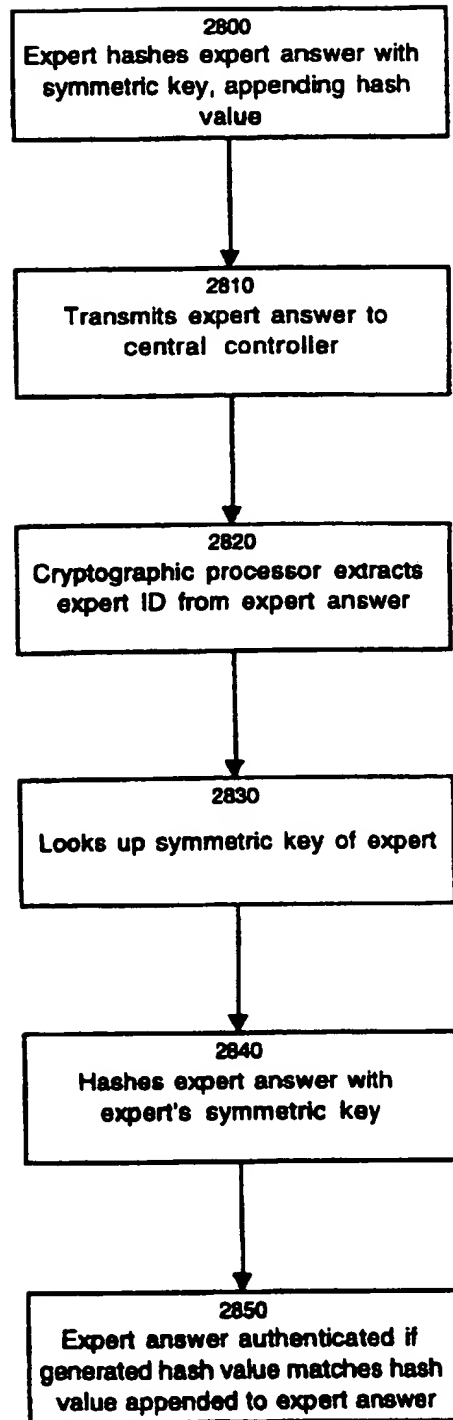 2800
Expert hashes expert answer with
symmetric key, appending hash
value
2810
Transmits expert answer to
central controller
2820
Cryptographic processor extracts
expert ID from expert answer
2830
Looks up symmetric key of expert
2840
Hashes expert answer with
expert's symmetric key
2850
Expert answer authenticated if
generated hash value matches hash
value appended to expert answer